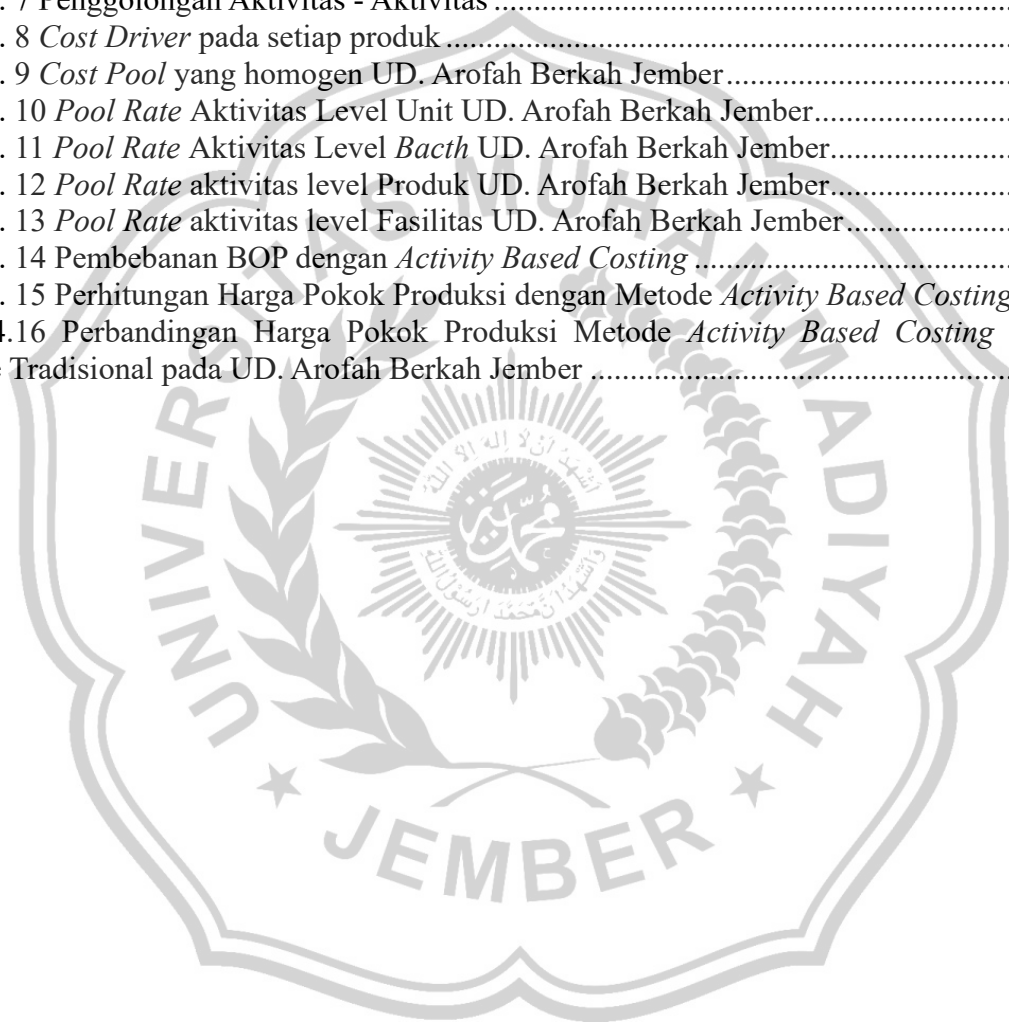 . 7 Penggolongan Aktivitas - Aktivitas ........................................................................
. 8 Cost Driver pada setiap produk ..............................................................................
. 9 Cost Pool yang homogen UD. Arofah Berkah Jember .......................................
. 10 Pool Rate Aktivitas Level Unit UD. Arofah Berkah Jember ...........................
. 11 Pool Rate Aktivitas Level Bacth UD. Arofah Berkah Jember .........................
. 12 Pool Rate aktivitas level Produk UD. Arofah Berkah Jember .........................
. 13 Pool Rate aktivitas level Fasilitas UD. Arofah Berkah Jember .......................
. 14 Pembebanan BOP dengan Activity Based Costing ..........................................
. 15 Perhitungan Harga Pokok Produksi dengan Metode Activity Based Costing
4.16 Perbandingan Harga Pokok Produksi Metode Activity Based Costing
Tradisional pada UD. Arofah Berkah Jember ..........................................................
UNIVERSITAS MUHAMMADIYAH
JEMBER